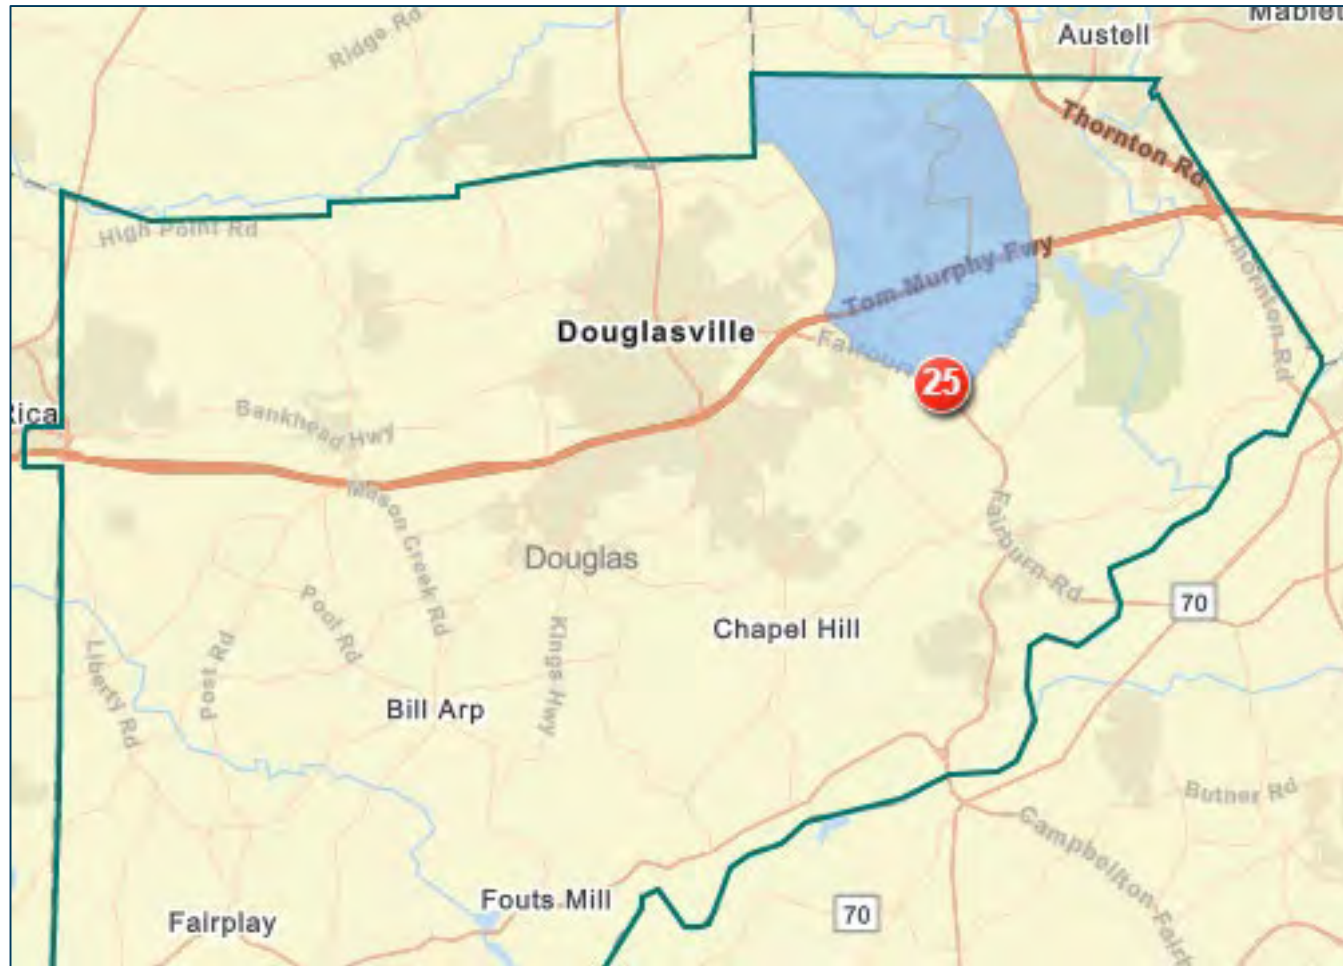 Ridge Rd
Austell
Thornton Rd
High Point Rd
Thornton Rd
Tom Murphy Fwy
Douglasville
25
Rica
Bankhead Hwy
Mason Creek Rd
Fairburn Rd
Douglas
70
Pool Rd
Chapel Hill
Liberty Rd
Post Rd
Kings Hwy
Bill Arp
Butner Rd
Fouts Mill
70
Fairplay